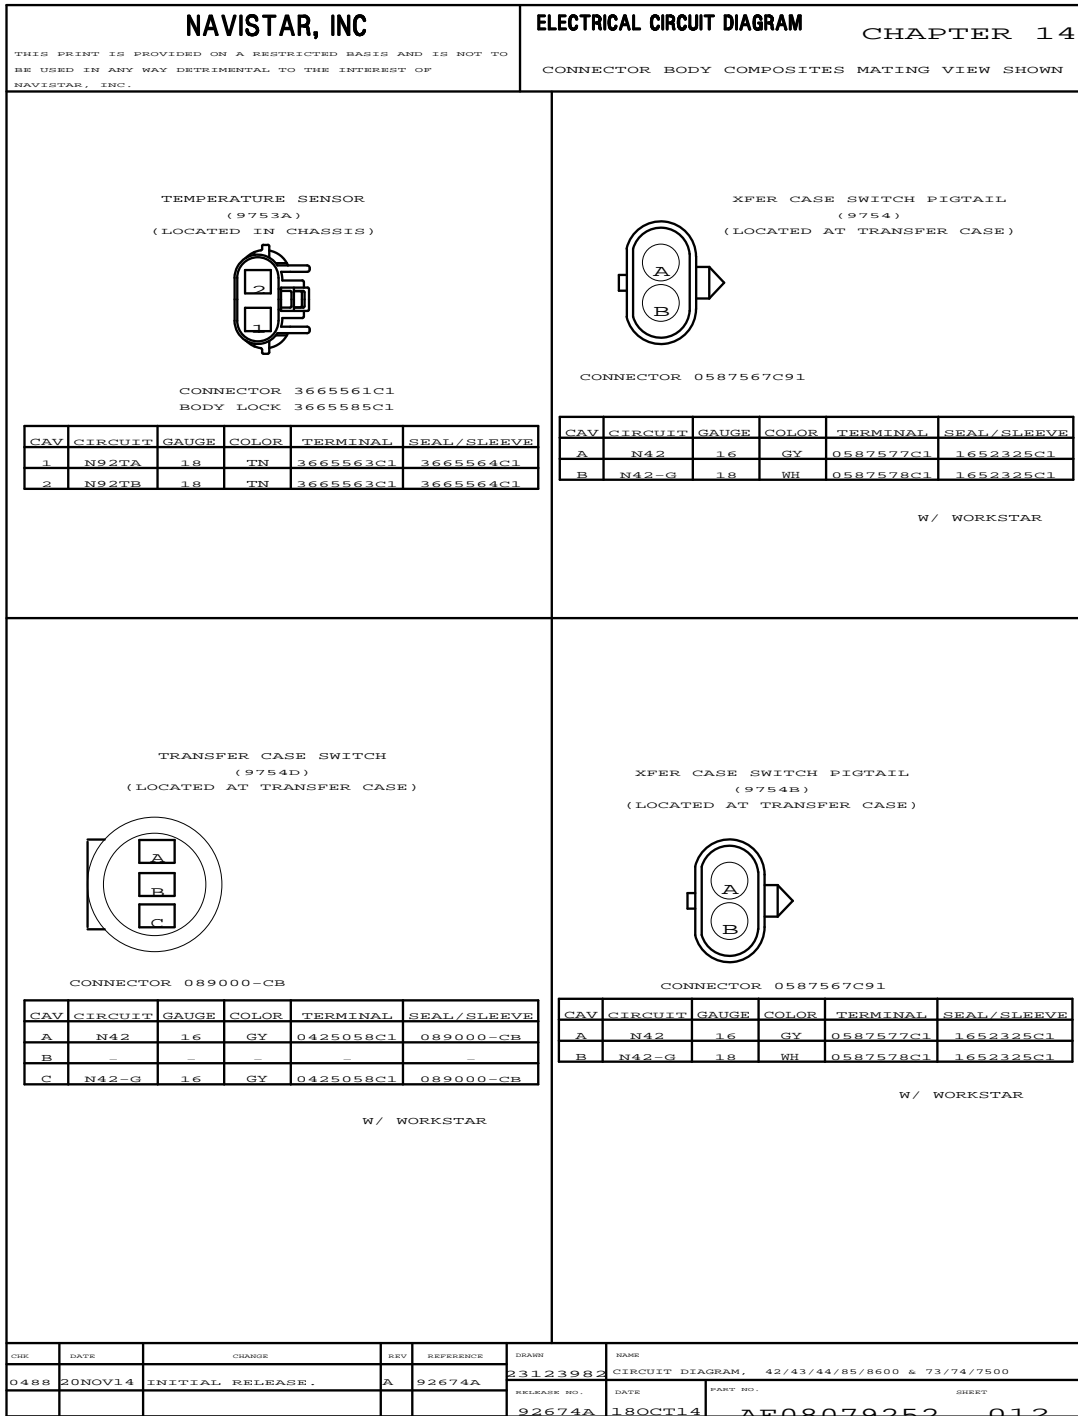 NAVISTAR, INC
THIS PRINT IS PROVIDED ON A RESTRICTED BASIS AND IS NOT TO
BE USED IN ANY WAY DETRIMENTAL TO THE INTEREST OF
NAVISTAR, INC.
ELECTRICAL CIRCUIT DIAGRAM
CHAPTER 14
CONNECTOR BODY COMPOSITES MATING VIEW SHOWN
TEMPERATURE SENSOR
(9753A)
(LOCATED IN CHASSIS)
2
1
CONNECTOR 3665561C1
BODY LOCK 3665585C1
CAV CIRCUIT GAUGE COLOR TERMINAL SEAL/SLEEVE
1 N92TA 18 TN 3665563C1 3665564C1
2 N92TB 18 TN 3665563C1 3665564C1
XFER CASE SWITCH PIGTAIL
(9754)
(LOCATED AT TRANSFER CASE)
A
B
CONNECTOR 0587567C91
CAV CIRCUIT GAUGE COLOR TERMINAL SEAL/SLEEVE
A N42 16 GY 0587577C1 1652325C1
B N42-G 18 WH 0587578C1 1652325C1
W/ WORKSTAR
TRANSFER CASE SWITCH
(9754D)
(LOCATED AT TRANSFER CASE)
A
B
C
CONNECTOR 089000-CB
CAV CIRCUIT GAUGE COLOR TERMINAL SEAL/SLEEVE
A N42 16 GY 0425058C1 089000-CB
B - - - - -
C N42-G 16 GY 0425058C1 089000-CB
W/ WORKSTAR
XFER CASE SWITCH PIGTAIL
(9754B)
(LOCATED AT TRANSFER CASE)
A
B
CONNECTOR 0587567C91
CAV CIRCUIT GAUGE COLOR TERMINAL SEAL/SLEEVE
A N42 16 GY 0587577C1 1652325C1
B N42-G 18 WH 0587578C1 1652325C1
W/ WORKSTAR
CHK DATE CHANGE REV REFERENCE
0488 20NOV14 INITIAL RELEASE. A 92674A
DRAWN
23123982
NAME
CIRCUIT DIAGRAM, 42/43/44/85/8600 & 73/74/7500
RELEASE NO. DATE PART NO. SHEET
92674A 18OCT14 AE08079252 012